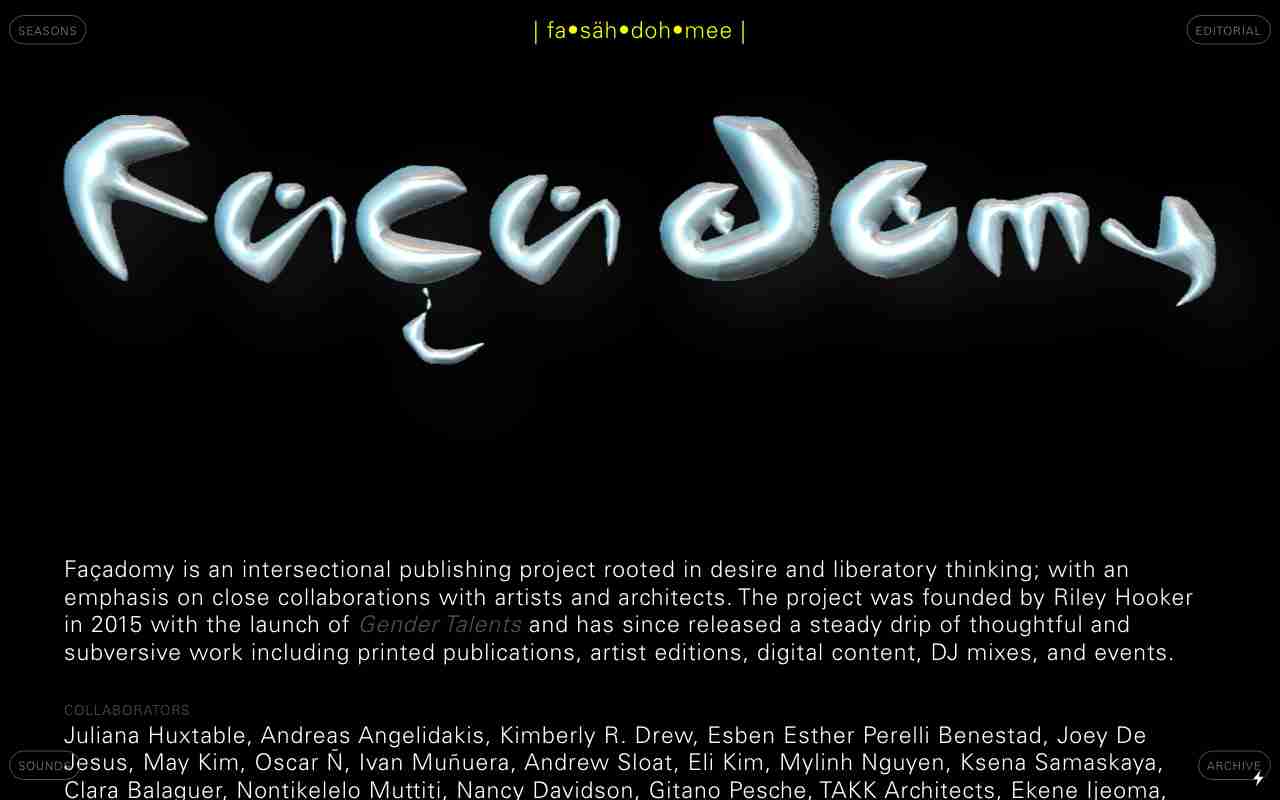 SEASONS
| fa•säh•doh•mee |
EDITORIAL
Façadomy
Façadomy is an intersectional publishing project rooted in desire and liberatory thinking; with an
emphasis on close collaborations with artists and architects. The project was founded by Riley Hooker
in 2015 with the launch of Gender Talents and has since released a steady drip of thoughtful and
subversive work including printed publications, artist editions, digital content, DJ mixes, and events.
COLLABORATORS
Juliana Huxtable, Andreas Angelidakis, Kimberly R. Drew, Esben Esther Perelli Benestad, Joey De
Jesus, May Kim, Oscar Ñ, Ivan Muñuera, Andrew Sloat, Eli Kim, Mylinh Nguyen, Ksena Samaskaya,
SOUNDS
ARCHIVE
Clara Balaguer, Nontikelelo Muttiti, Nancy Davidson, Gitano Pesche, TAKK Architects, Ekene Ijeoma,